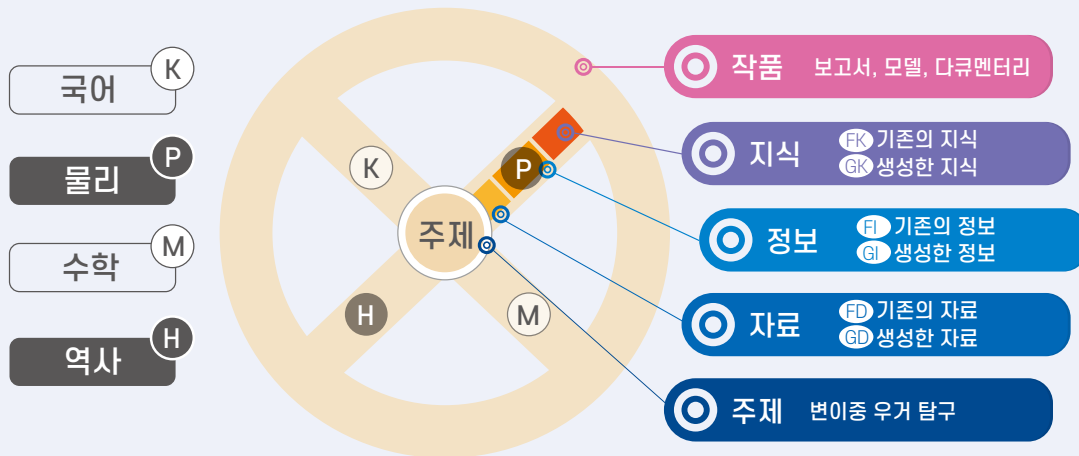 국어 K
물리 P
수학 M
역사 H
K
P
주제
H
M
작품 보고서, 모델, 다큐멘터리
지식 FK 기존의 지식
GK 생성한 지식
정보 FI 기존의 정보
GI 생성한 정보
자료 FD 기존의 자료
GD 생성한 자료
주제 변이중 우거 탐구